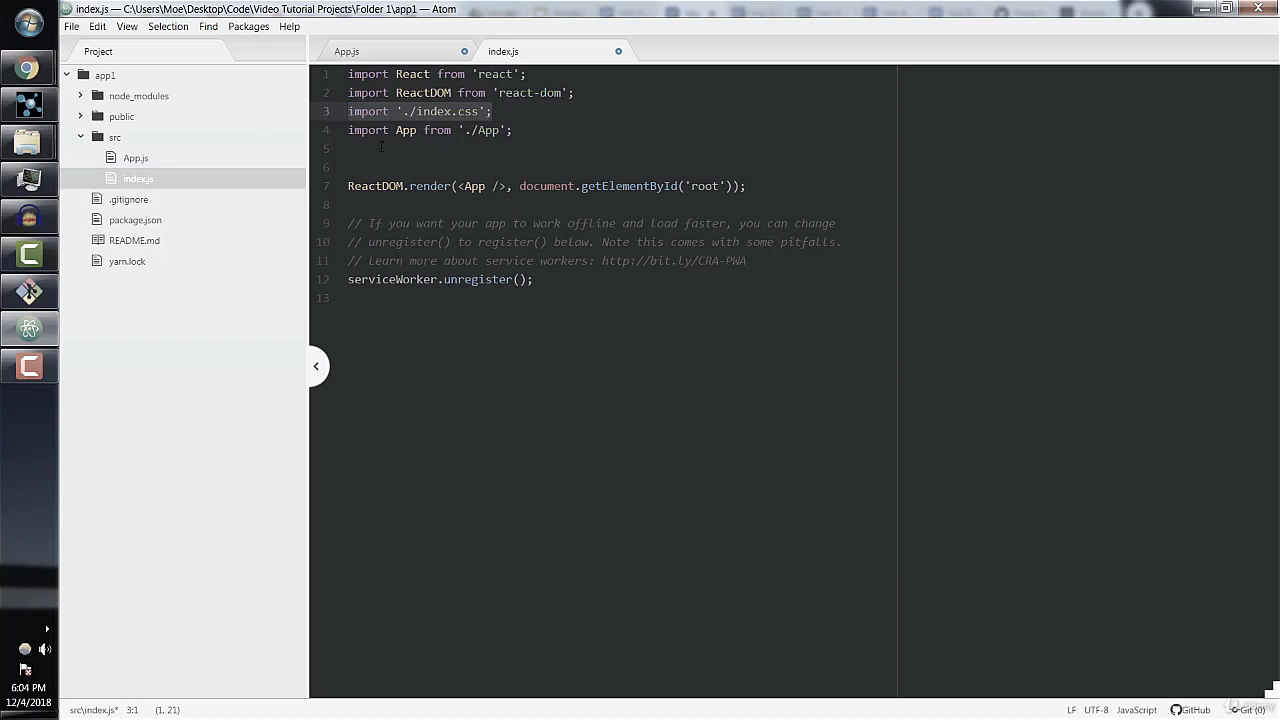 index.js — C:\Users\Moe\Desktop\Code\Video Tutorial Projects\Folder 1\app1 — Atom
File Edit View Selection Find Packages Help
Project
App.js
index.js
app1
node_modules
public
src
App.js
index.js
.gitignore
package.json
README.md
yarn.lock
1 import React from 'react';
2 import ReactDOM from 'react-dom';
3 import './index.css';
4 import App from './App';
5
6
7 ReactDOM.render(<App />, document.getElementById('root'));
8
9 // If you want your app to work offline and load faster, you can change
10 // unregister() to register() below. Note this comes with some pitfalls.
11 // Learn more about service workers: http://bit.ly/CRA-PWA
12 serviceWorker.unregister();
13
6:04 PM
12/4/2018
src\index.js* 3:1 (1, 21)
LF UTF-8 JavaScript GitHub Git (0)